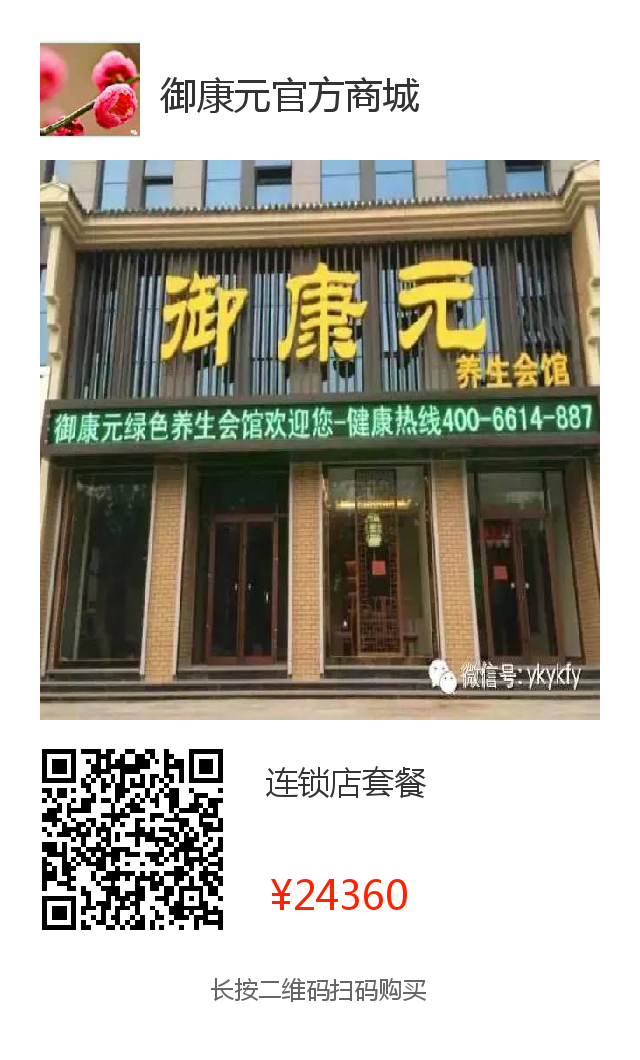 御康元官方商城
御康元
养生会馆
御康元绿色养生会馆欢迎您-健康热线400-6614-887
微信号: ykykfy
连锁店套餐
¥24360
长按二维码扫码购买